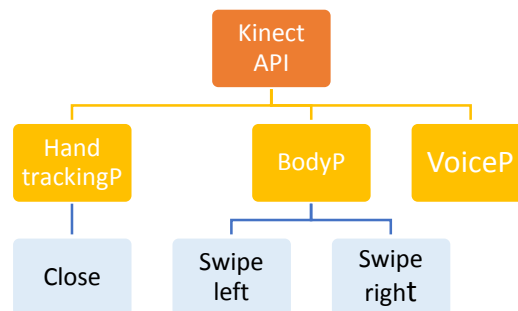 Kinect
API
Hand
trackingP
BodyP
VoiceP
Close
Swipe
left
Swipe
right